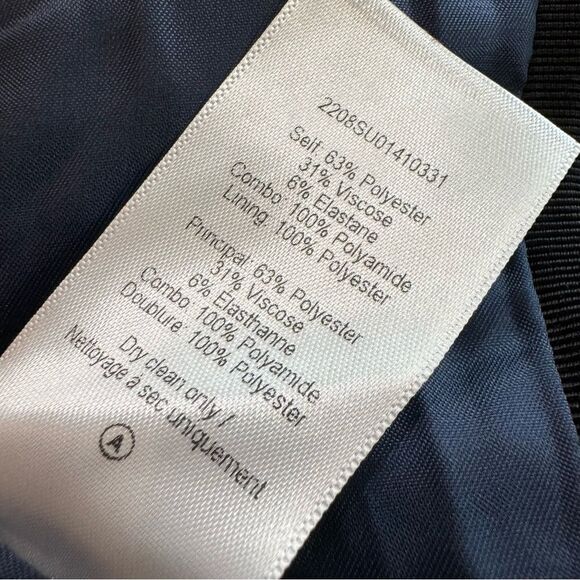 2208SU01410331
Self: 63% Polyester
31% Viscose
6% Elastane
Combo: 100% Polyamide
Lining: 100% Polyester
Principal: 63% Polyester
31% Viscose
6% Elasthanne
Combo: 100% Polyamide
Doublure: 100% Polyester
Dry clean only /
Nettoyage a sec uniquement
A